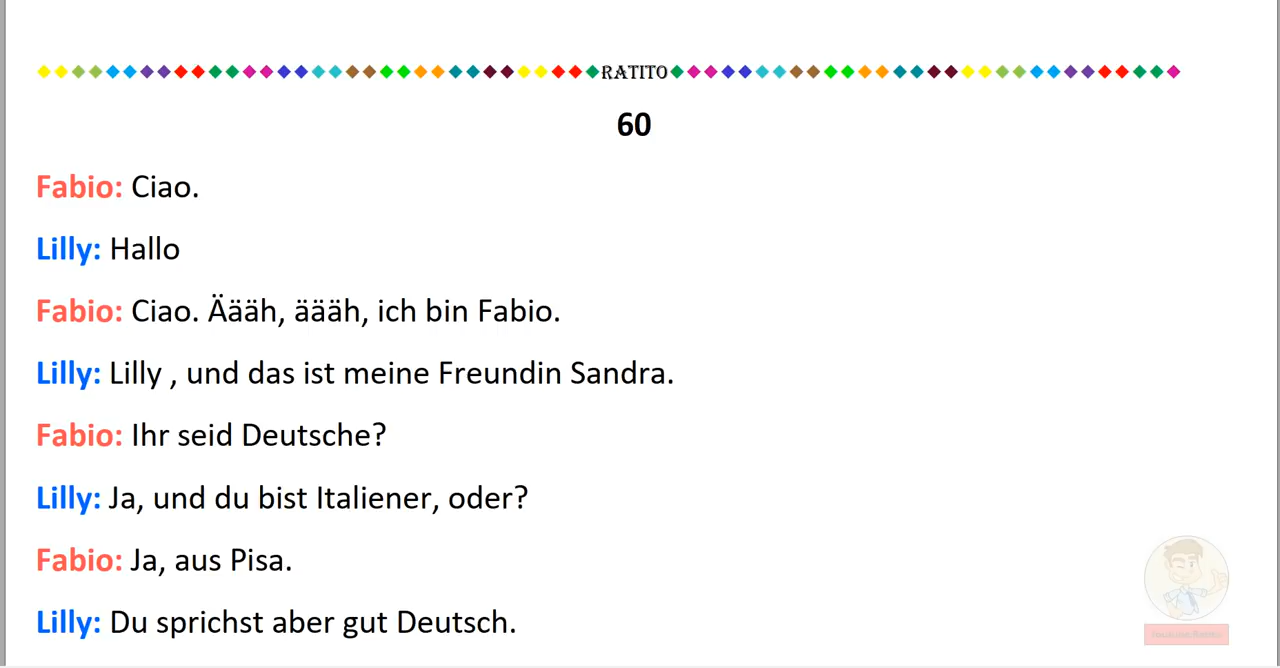 RATITO
60
Fabio: Ciao.
Lilly: Hallo
Fabio: Ciao. Äääh, äääh, ich bin Fabio.
Lilly: Lilly , und das ist meine Freundin Sandra.
Fabio: Ihr seid Deutsche?
Lilly: Ja, und du bist Italiener, oder?
Fabio: Ja, aus Pisa.
Lilly: Du sprichst aber gut Deutsch.